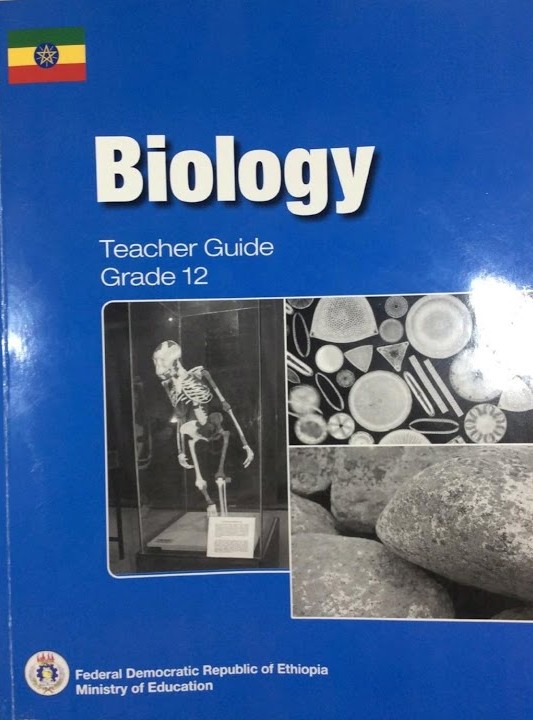 Biology
Teacher Guide
Grade 12
Federal Democratic Republic of Ethiopia
Ministry of Education